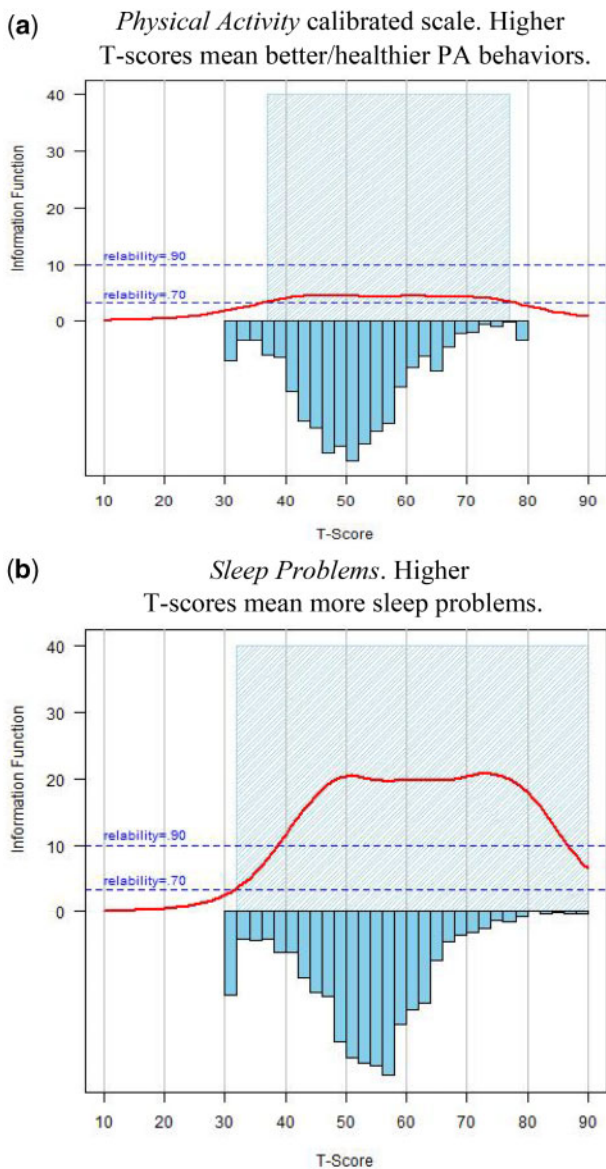 (a) Physical Activity calibrated scale. Higher
T-scores mean better/healthier PA behaviors.
40
30
20
10
0
Information Function
relability=.90
relability=.70
10 20 30 40 50 60 70 80 90
T-Score
(b) Sleep Problems. Higher
T-scores mean more sleep problems.
40
30
20
10
0
Information Function
relability=.90
relability=.70
10 20 30 40 50 60 70 80 90
T-Score